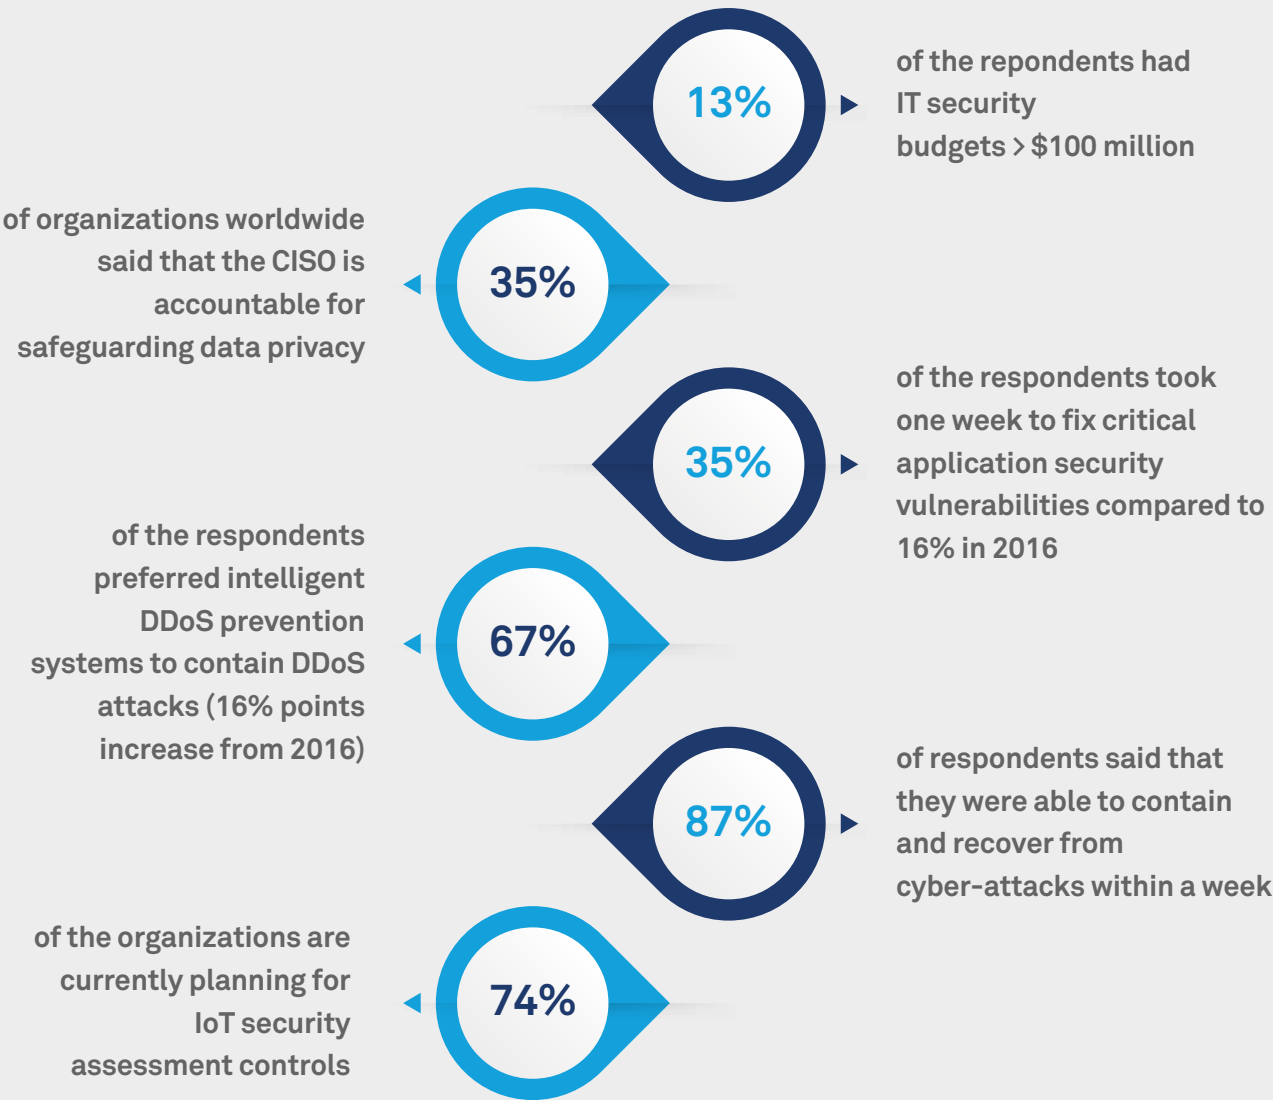 13%
of the repondents had
IT security
budgets > $100 million
35%
of organizations worldwide
said that the CISO is
accountable for
safeguarding data privacy
35%
of the respondents took
one week to fix critical
application security
vulnerabilities compared to
16% in 2016
67%
of the respondents
preferred intelligent
DDoS prevention
systems to contain DDoS
attacks (16% points
increase from 2016)
87%
of respondents said that
they were able to contain
and recover from
cyber-attacks within a week
74%
of the organizations are
currently planning for
IoT security
assessment controls